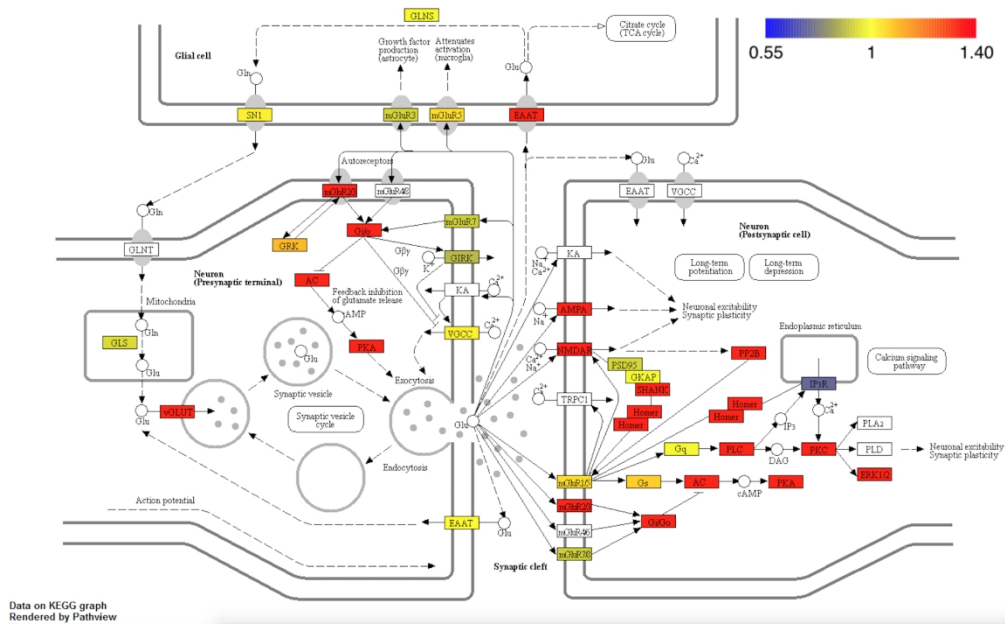 GLNS
Citrate cycle
(TCA cycle)
0.55
1
1.40
Growth factor
production
(astrocyte)
Attenuates
activation
(microglia)
Glial cell
Gln
Glu
SN1
mGluR3
mGluR5
EAAT
Autoreceptors
Glu
Ca2+
mGluR2/3
mGluR4/8
EAAT
VGCC
Gln
GLNT
GRK
Gi/o
mGluR7
Gβγ
GIRK
K+
Gβγ
Neuron
(Presynaptic terminal)
AC
KA
Ca2+
Feedback inhibition
of glutamate release
cAMP
PKA
VGCC
Ca2+
Exocytosis
Mitochondria
Gln
GLS
Glu
Glu
vGLUT
Glu
Synaptic vesicle
Synaptic vesicle
cycle
Endocytosis
Glu
Action potential
EAAT
Glu
Synaptic cleft
Neuron
(Postsynaptic cell)
Na+
Ca2+
KA
Long-term
potentiation
Long-term
depression
Na+
AMPA
Neuronal excitability
Synaptic plasticity
Ca2+
Na+
NMDAR
PSD95
GKAP
SHANK
PP2B
Endoplasmic reticulum
Calcium signaling
pathway
IP3R
Ca2+
TRPC1
Homer
Homer
Homer
Homer
Ca2+
IP3
Gq
PLC
DAG
PKC
PLA2
PLD
ERK1/2
Neuronal excitability
Synaptic plasticity
mGluR1/5
Gs
AC
cAMP
PKA
mGluR2/3
Gi/Go
mGluR4/6
mGluR7/8
Data on KEGG graph
Rendered by Pathview